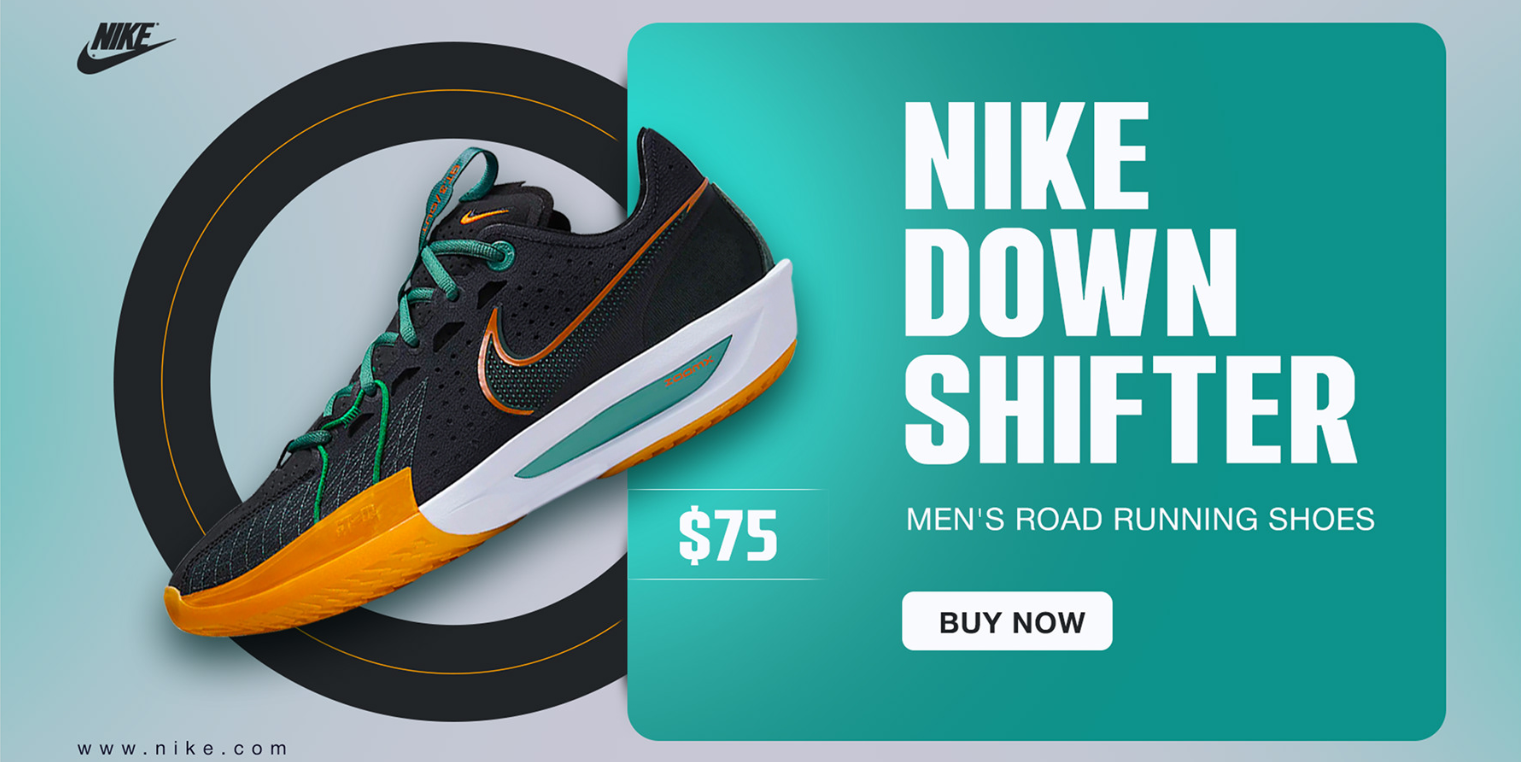 NIKE
NIKE
DOWN
SHIFTER
MEN'S ROAD RUNNING SHOES
$75
BUY NOW
www.nike.com